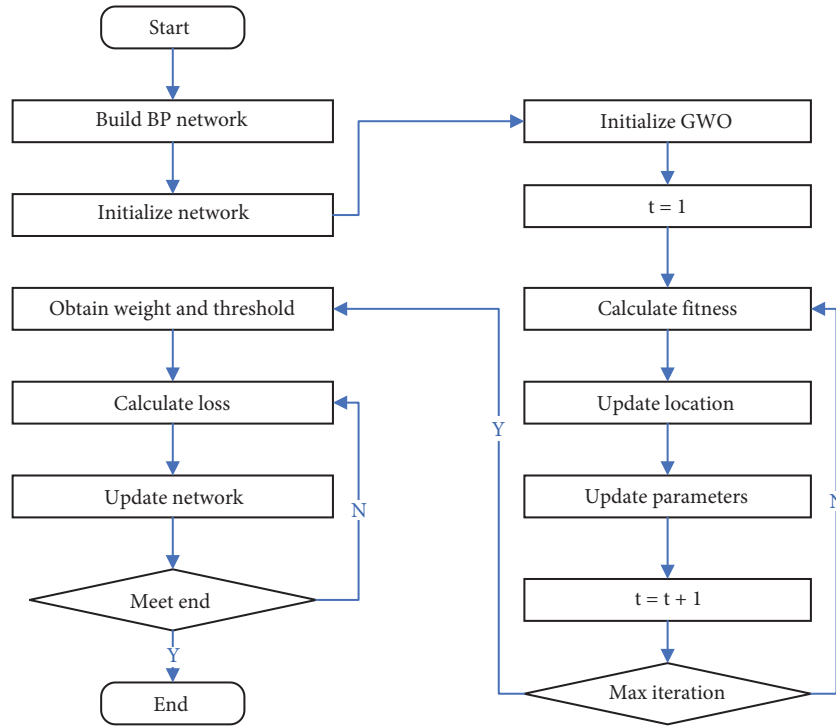 Start
Build BP network
Initialize network
Initialize GWO
t = 1
Calculate fitness
Update location
Update parameters
t = t + 1
Max iteration
N
Y
Obtain weight and threshold
Calculate loss
Update network
Meet end
N
Y
End